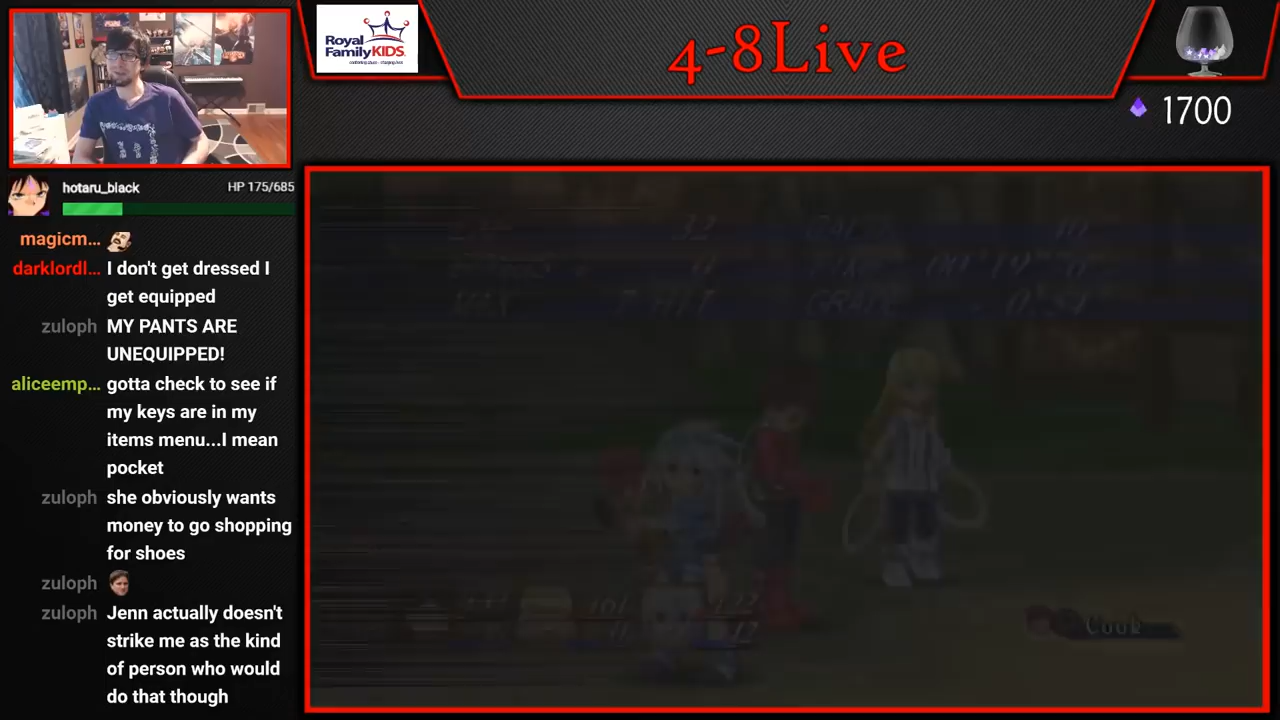 Royal
Family KIDS.
4-8Live
1700
hotaru_black
HP 175/685
magicm...
darklordl... I don't get dressed I
get equipped
zuloph MY PANTS ARE
UNEQUIPPED!
aliceemp... gotta check to see if
my keys are in my
items menu...I mean
pocket
zuloph she obviously wants
money to go shopping
for shoes
zuloph
zuloph Jenn actually doesn't
strike me as the kind
of person who would
do that though
Cook